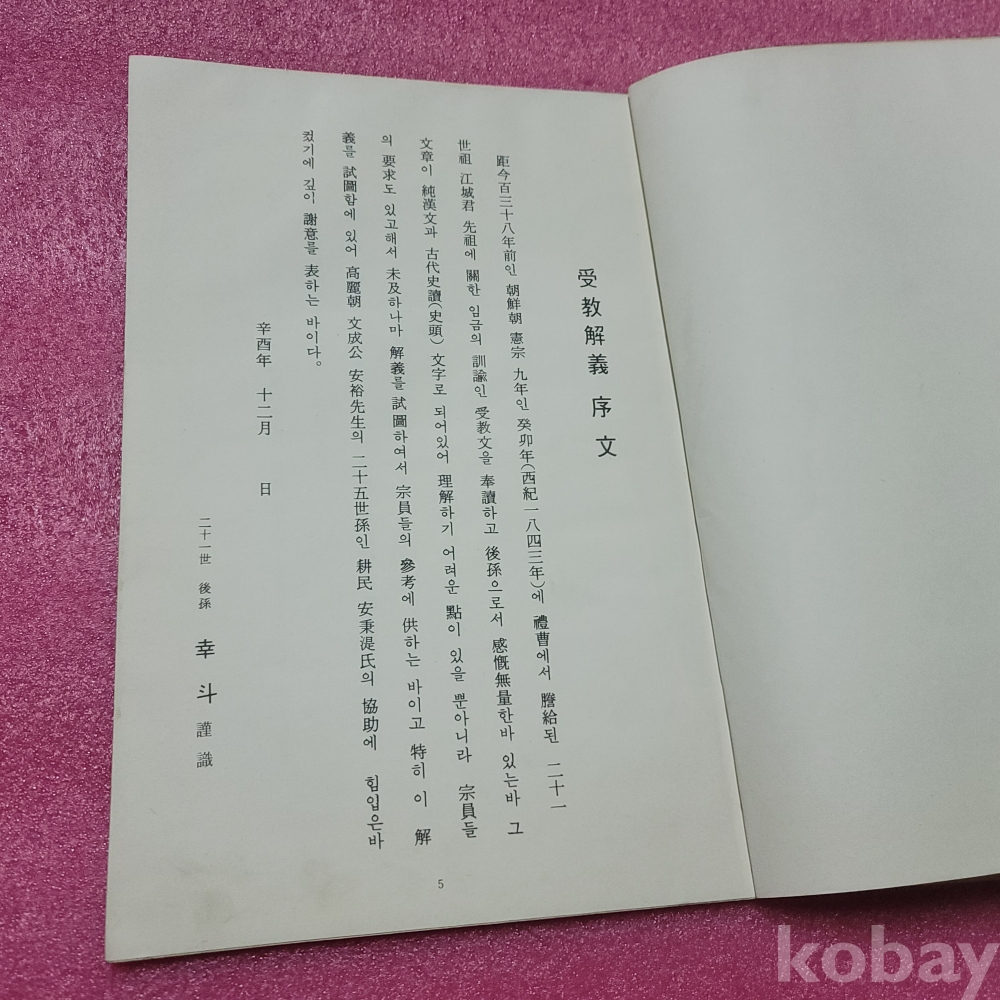 受教解義 序文
距今百三十八年前인 朝鮮朝 憲宗 九年인 癸卯年(西紀一八四三年)에 禮曹에서 謄給된 二十一
世祖 江城君 先祖에 關한 임금의 訓諭인 受教文을 奉讀하고 後孫으로서 感慨無量한바 있는바 그
文章이 純漢文과 古代史讀(史頭) 文字로 되어있어 理解하기 어려운 點이 있을 뿐아니라 宗員들
의 要求도 있고해서 未及하나마 解義를 試圖하여서 宗員들의 參考에 供하는 바이고 特히 이 解
義를 試圖함에 있어 高麗朝 文成公 安裕先生의 二十五世孫인 耕民 安秉湜氏의 協助에 힘입은바
컸기에 깊이 謝意를 表하는 바이다。
辛酉年 十二月 日
二十一世 後孫 幸斗 謹識
5
kobay